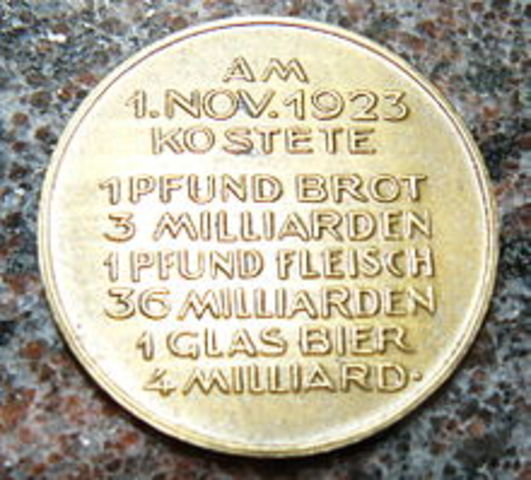 AM
1. NOV. 1923
KOSTETE
1 PFUND BROT
3 MILLIARDEN
1 PFUND FLEISCH
36 MILLIARDEN
1 GLAS BIER
4 MILLIARD.